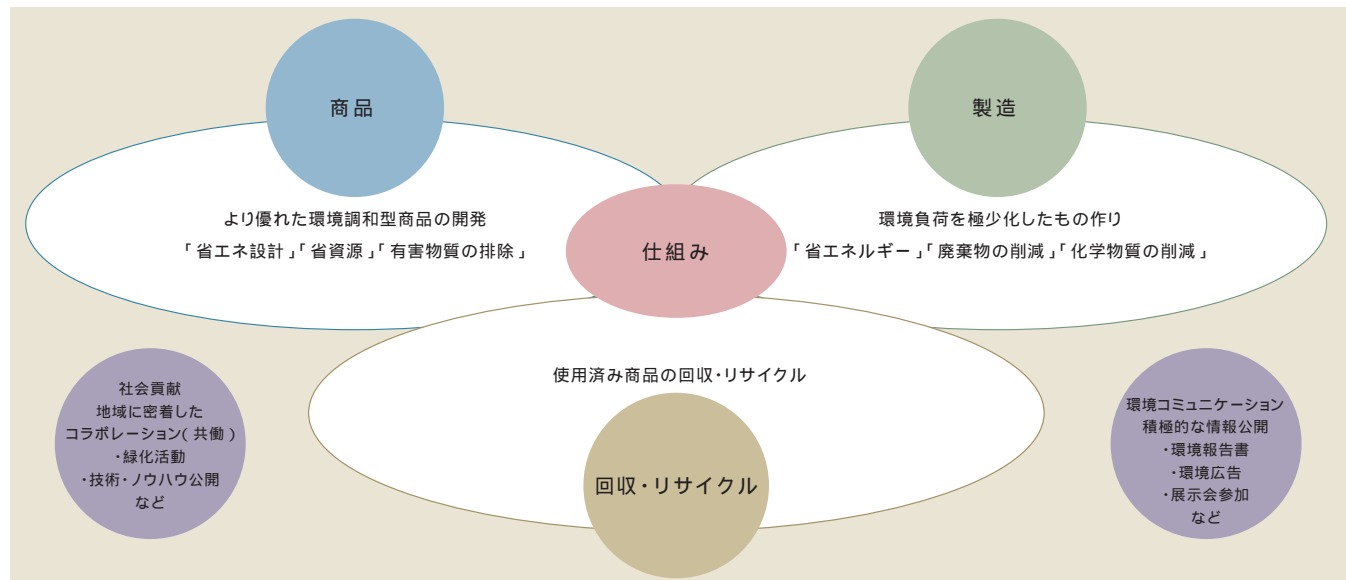 商品
より優れた環境調和型商品の開発
「省エネ設計」「省資源」「有害物質の排除」
製造
環境負荷を極少化したもの作り
「省エネルギー」「廃棄物の削減」「化学物質の削減」
仕組み
使用済み商品の回収・リサイクル
回収・リサイクル
社会貢献
地域に密着した
コラボレーション(共働)
・緑化活動
・技術・ノウハウ公開
など
環境コミュニケーション
積極的な情報公開
・環境報告書
・環境広告
・展示会参加
など